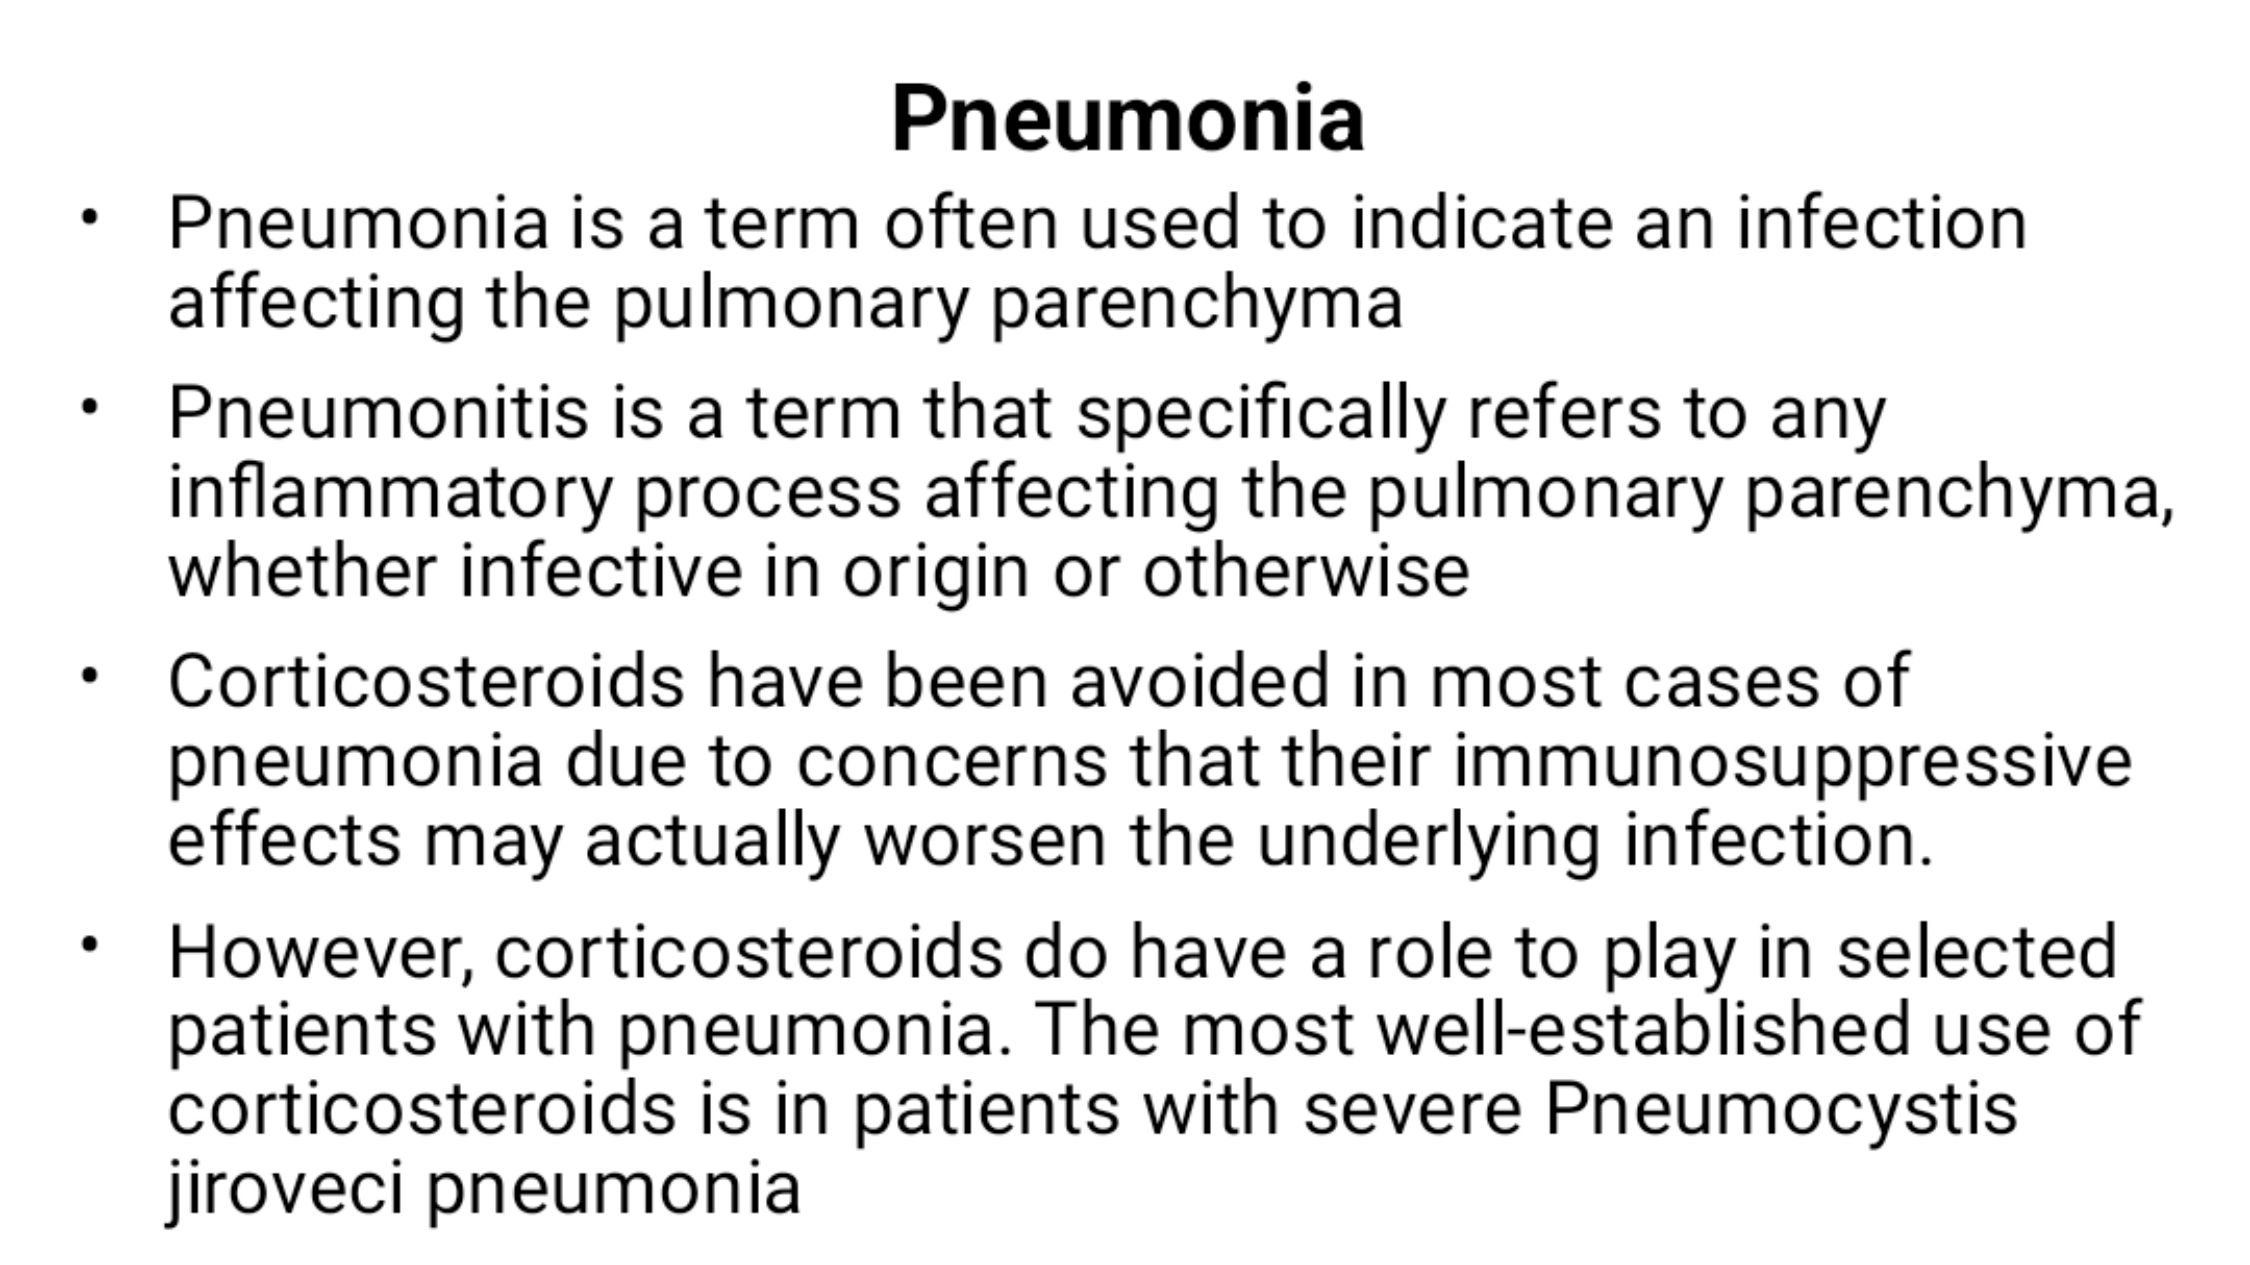 Pneumonia
• Pneumonia is a term often used to indicate an infection
affecting the pulmonary parenchyma
• Pneumonitis is a term that specifically refers to any
inflammatory process affecting the pulmonary parenchyma,
whether infective in origin or otherwise
• Corticosteroids have been avoided in most cases of
pneumonia due to concerns that their immunosuppressive
effects may actually worsen the underlying infection.
• However, corticosteroids do have a role to play in selected
patients with pneumonia. The most well-established use of
corticosteroids is in patients with severe Pneumocystis
jiroveci pneumonia